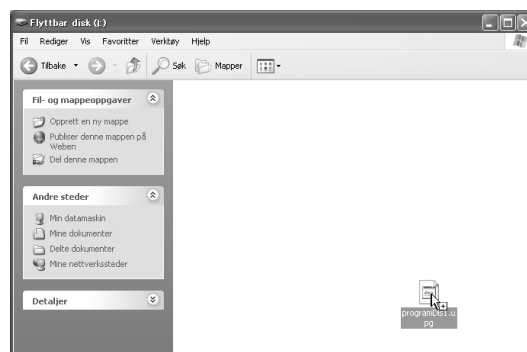 Flyttbar disk (I:)
Fil Rediger Vis Favoritter Verktøy Hjelp
Tilbake Søk Mapper
Fil- og mappeoppgaver
Opprett en ny mappe
Publiser denne mappen på
Weben
Del denne mappen
Andre steder
Min datamaskin
Mine dokumenter
Delte dokumenter
Mine nettverkssteder
Detaljer
programDis1.u
pg